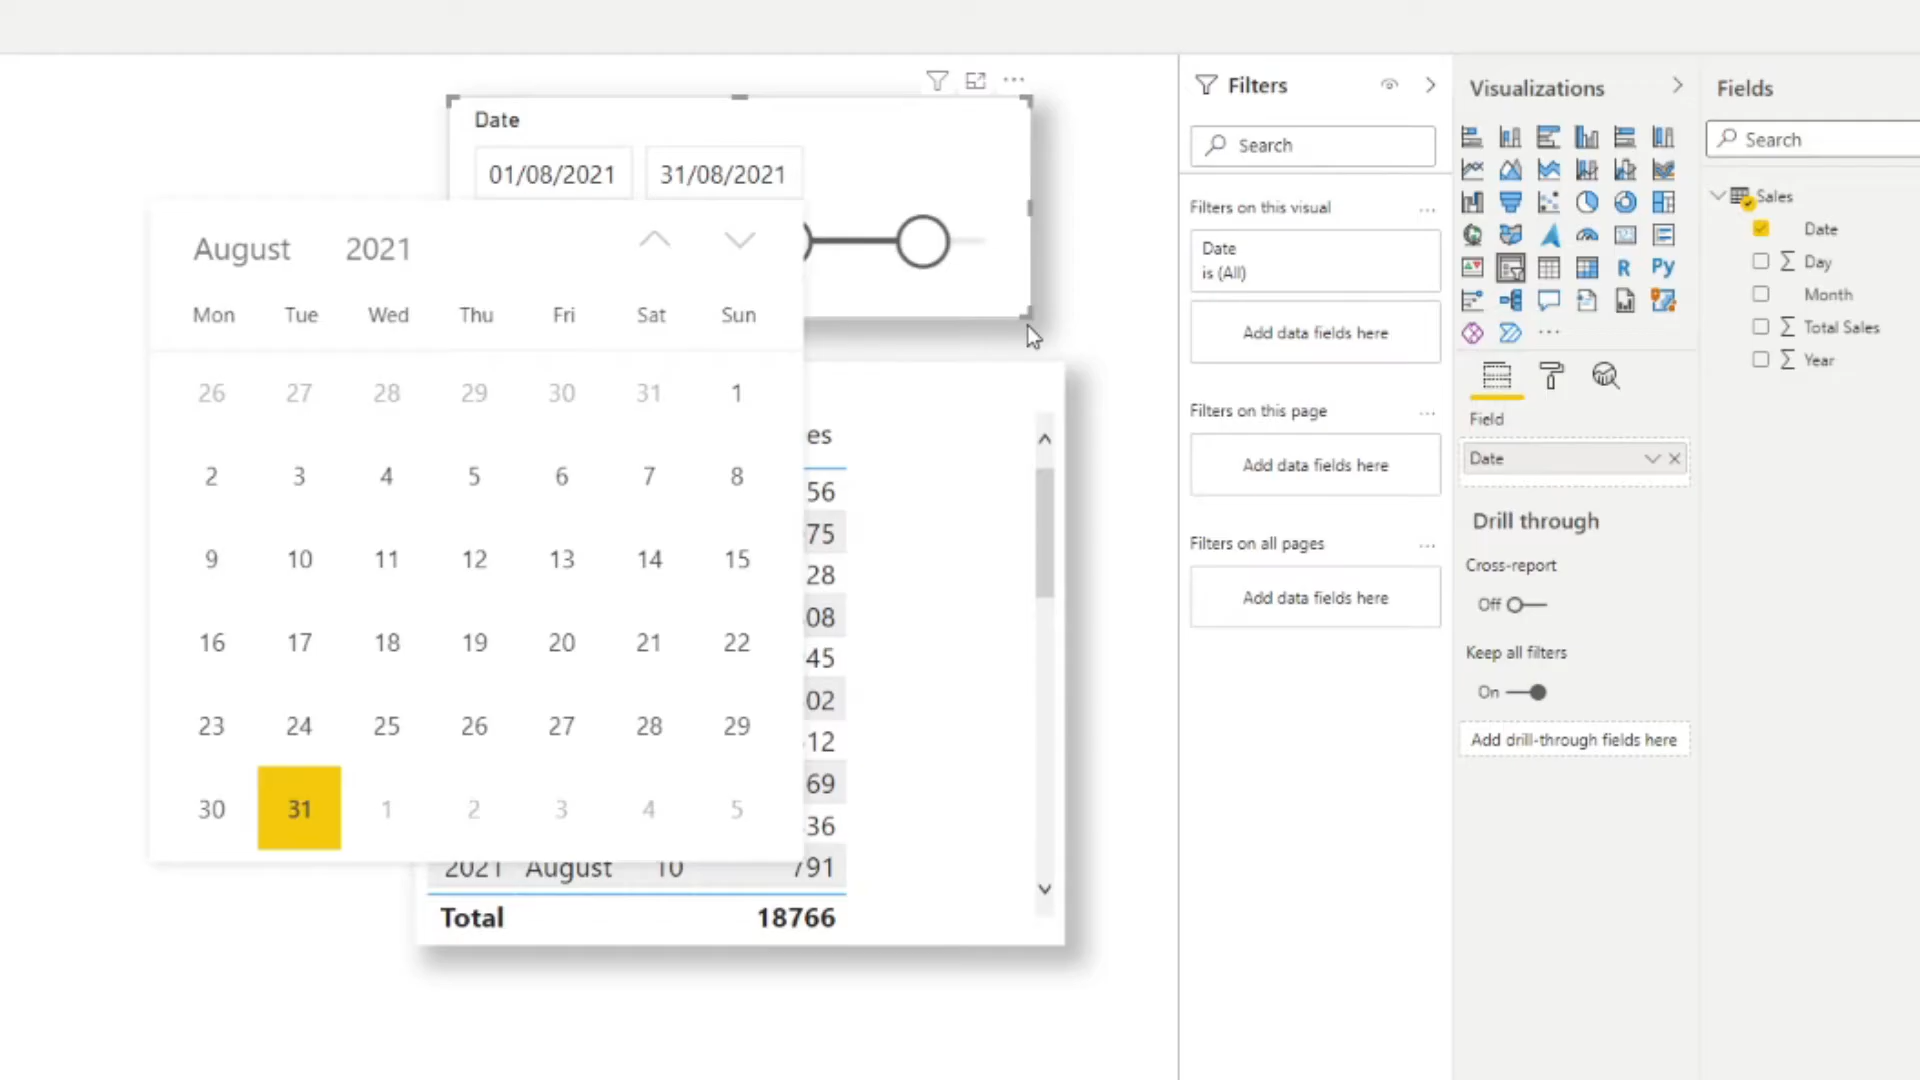 Date
01/08/2021 31/08/2021
August 2021
Mon Tue Wed Thu Fri Sat Sun
26 27 28 29 30 31 1
2 3 4 5 6 7 8
9 10 11 12 13 14 15
16 17 18 19 20 21 22
23 24 25 26 27 28 29
30 31 1 2 3 4 5
es
56
75
28
08
45
02
12
69
36
2021 August 10 791
Total 18766
Filters
Search
Filters on this visual ...
Date
is (All)
Add data fields here
Filters on this page ...
Add data fields here
Filters on all pages ...
Add data fields here
Visualizations
R Py
...
Field
Date
Drill through
Cross-report
Off
Keep all filters
On
Add drill-through fields here
Fields
Search
Sales
Date
∑ Day
Month
∑ Total Sales
∑ Year